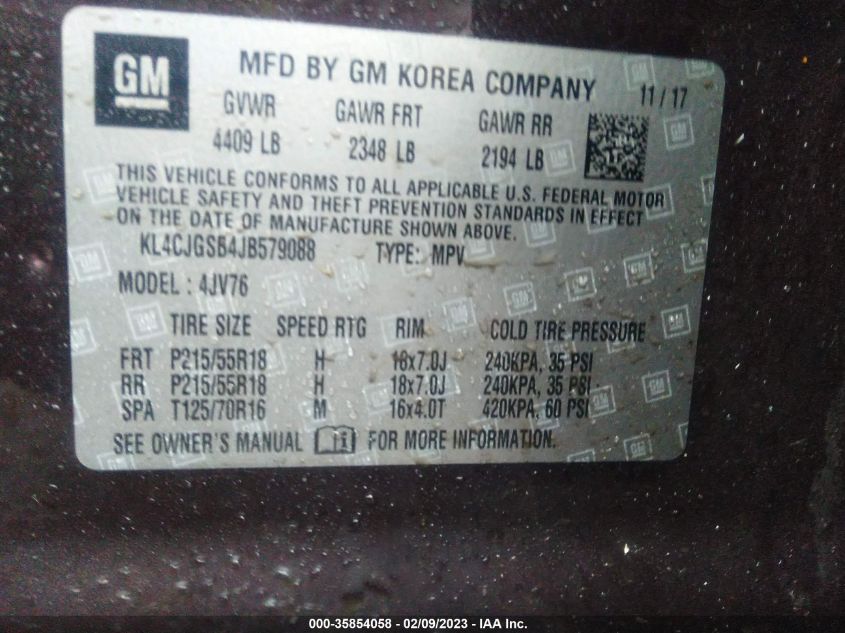 GM
MFD BY GM KOREA COMPANY 11/17
GVWR GAWR FRT GAWR RR
4409 LB 2348 LB 2194 LB
THIS VEHICLE CONFORMS TO ALL APPLICABLE U.S. FEDERAL MOTOR
VEHICLE SAFETY AND THEFT PREVENTION STANDARDS IN EFFECT
ON THE DATE OF MANUFACTURE SHOWN ABOVE.
KL4CJGSB4JB579088 TYPE: MPV
MODEL: 4JV76
TIRE SIZE SPEED RTG RIM COLD TIRE PRESSURE
FRT P215/55R18 H 18x7.0J 240KPA, 35 PSI
RR P215/55R18 H 18x7.0J 240KPA, 35 PSI
SPA T125/70R16 M 16x4.0T 420KPA, 60 PSI
SEE OWNER'S MANUAL FOR MORE INFORMATION.
000-35854058 - 02/09/2023 - IAA Inc.